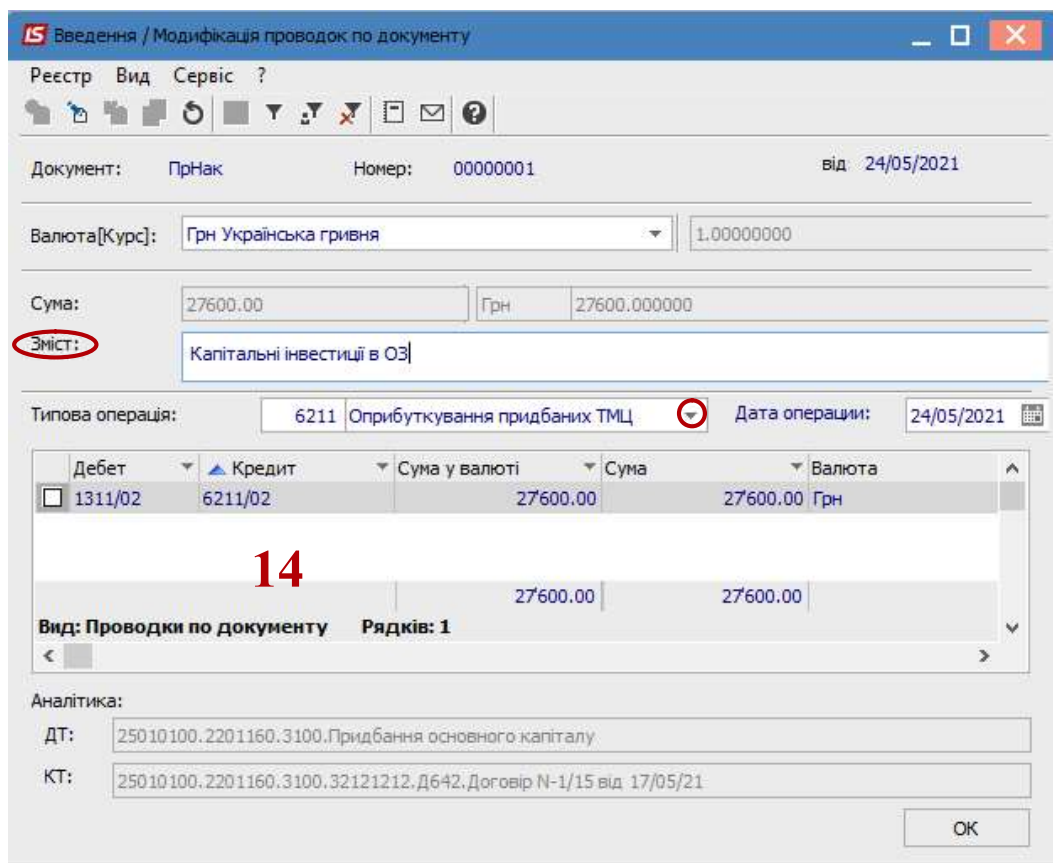 IS Введення / Модифікація проводок по документу
Реєстр Вид Сервіс ?
Документ: ПрНак Номер: 00000001 від 24/05/2021
Валюта[Курс]: Грн Українська гривня 1.00000000
Сума: 27600.00 Грн 27600.000000
Зміст: Капітальні інвестиції в ОЗ
Типова операція: 6211 Оприбуткування придбаних ТМЦ Дата операции: 24/05/2021
Дебет Кредит Сума у валюті Сума Валюта
1311/02 6211/02 27'600.00 27'600.00 Грн
14
27'600.00 27'600.00
Вид: Проводки по документу Рядків: 1
Аналітика:
ДТ: 25010100.2201160.3100.Придбання основного капіталу
КТ: 25010100.2201160.3100.32121212.Д642.Договір N-1/15 від 17/05/21
ОК